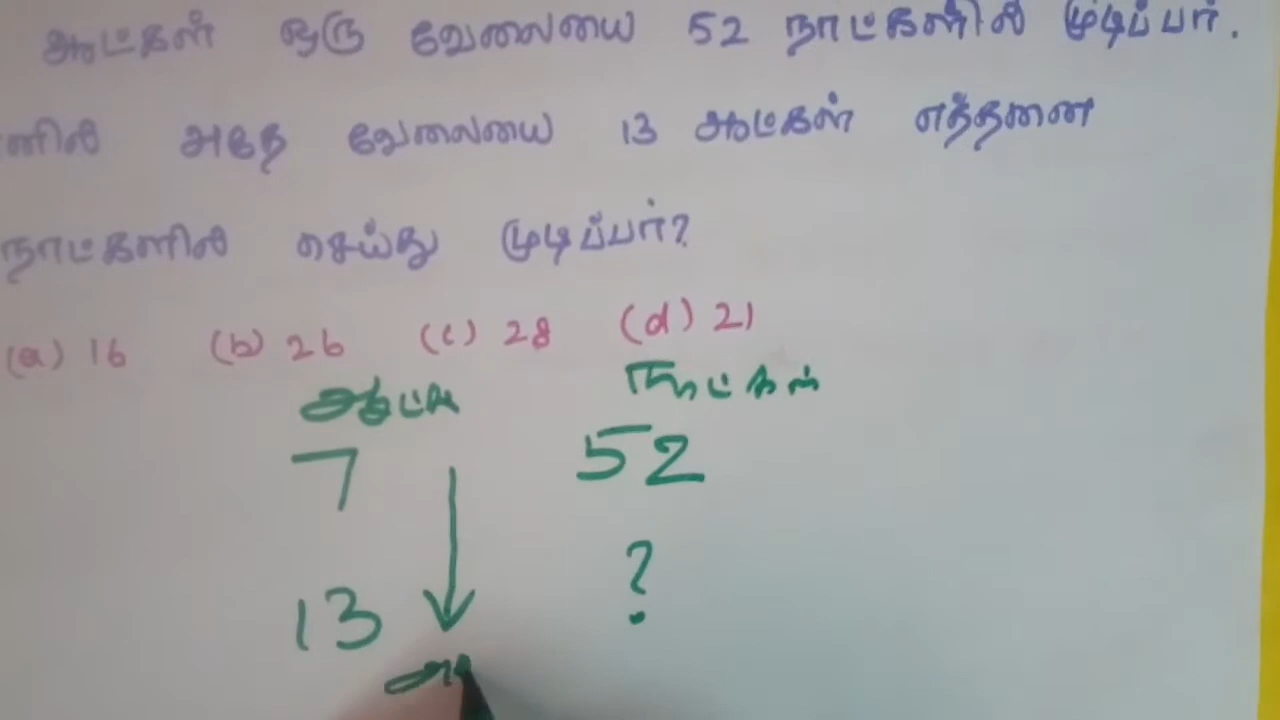 ஆட்கள் ஒரு வேலையை 52 நாட்களில் முடிப்பர்.
னில் அதே வேலையை 13 ஆட்கள் எத்தனை
நாட்களில் செய்து முடிப்பர்?
(a) 16 (b) 26 (c) 28 (d) 21
ஆட்கள் நாட்கள்
7 52
13 ?